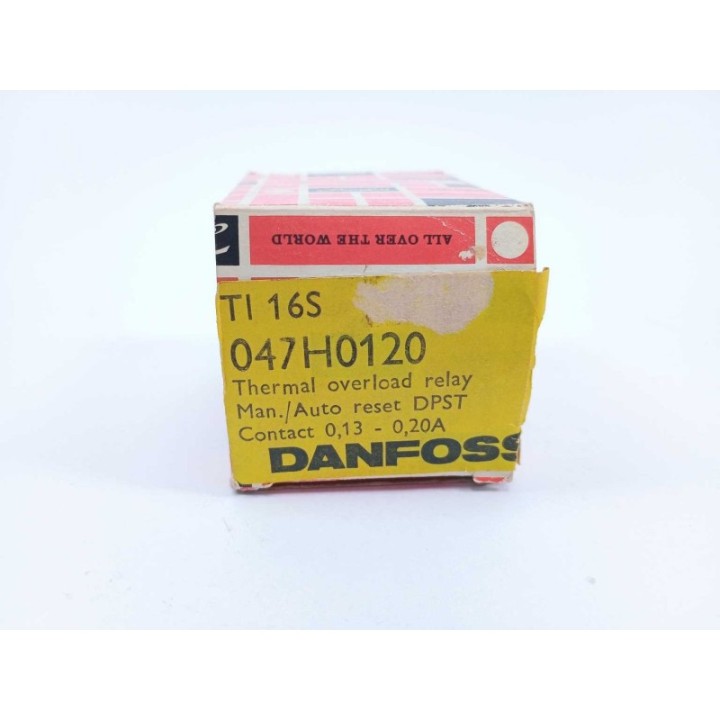 ALL OVER THE WORLD
TI 16S
047H0120
Thermal overload relay
Man./Auto reset DPST
Contact 0,13 - 0,20A
DANFOSS